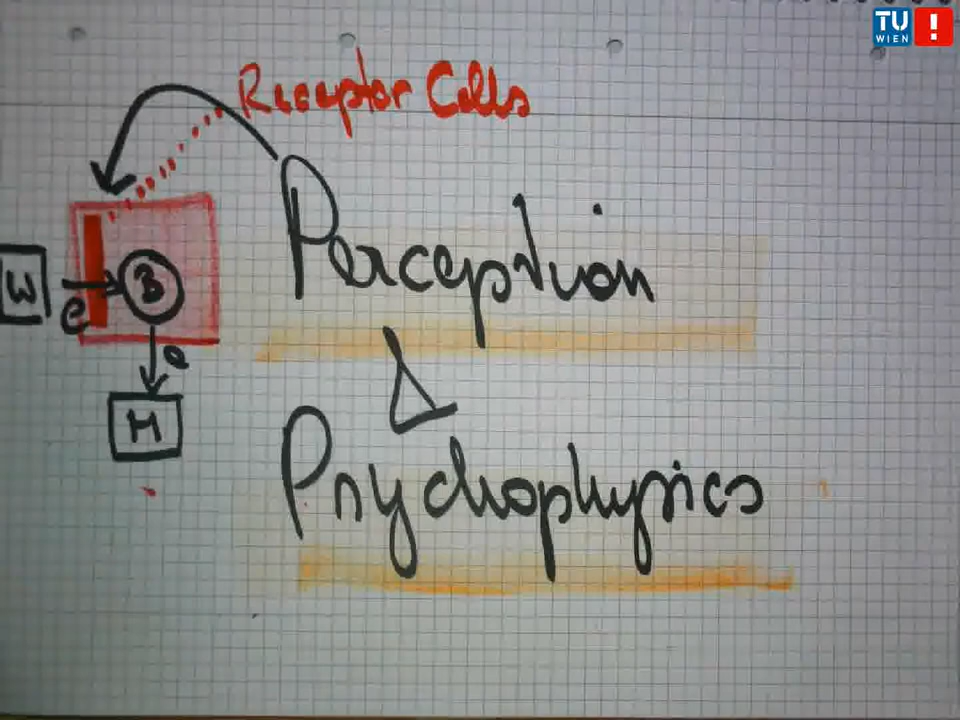 TU
WIEN
!
Receptor Cells
Perception
W
e
B
&
e
M
Psychophysics